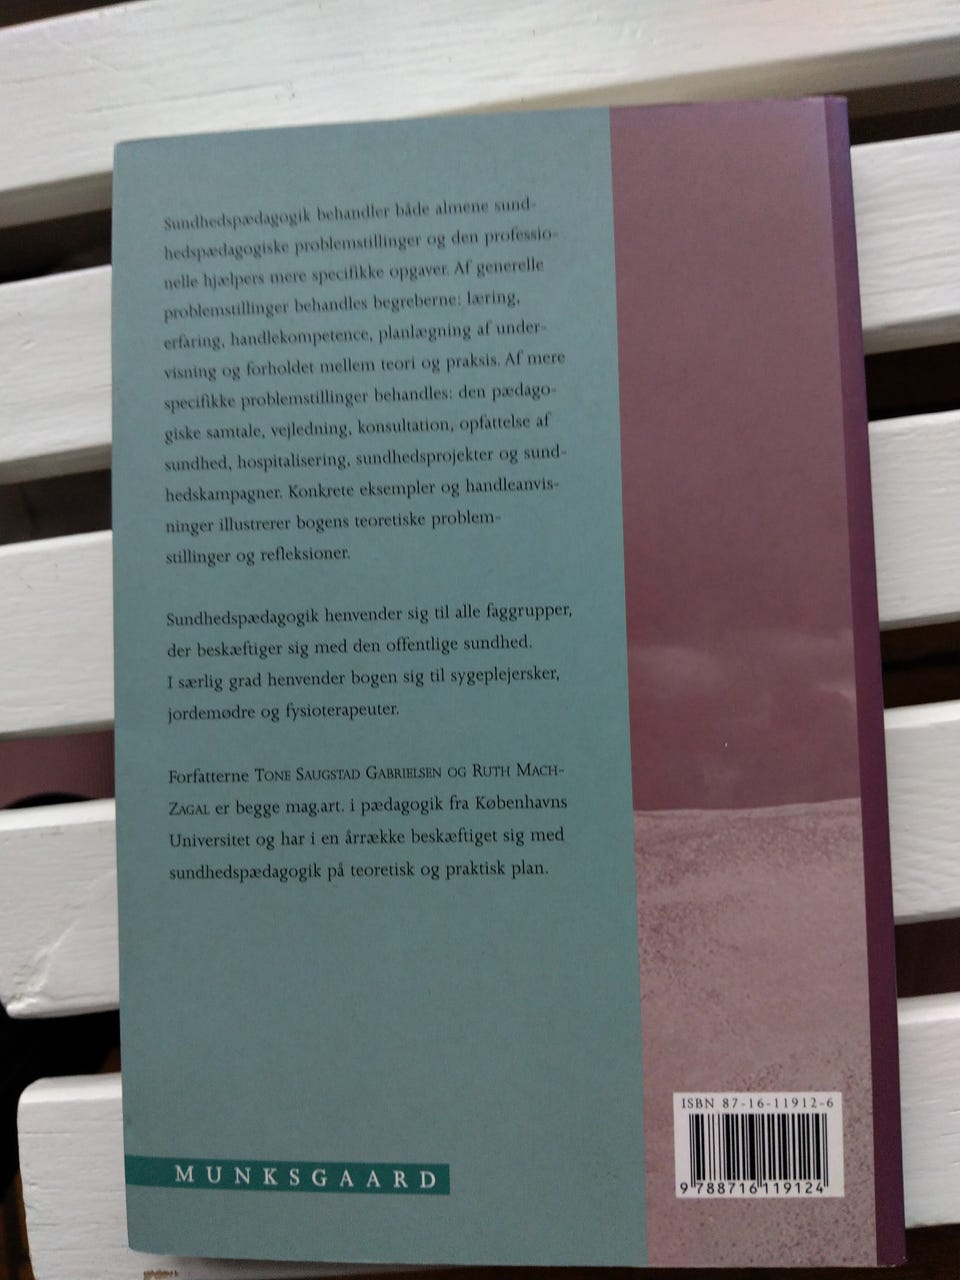 Sundhedspædagogik behandler både almene sund-
hedspædagogiske problemstillinger og den professio-
nelle hjælpers mere specifikke opgaver. Af generelle
problemstillinger behandles begreberne: læring,
erfaring, handlekompetence, planlægning af under-
visning og forholdet mellem teori og praksis. Af mere
specifikke problemstillinger behandles: den pædago-
giske samtale, vejledning, konsultation, opfattelse af
sundhed, hospitalisering, sundhedsprojekter og sund-
hedskampagner. Konkrete eksempler og handleanvis-
ninger illustrerer bogens teoretiske problem-
stillinger og refleksioner.
Sundhedspædagogik henvender sig til alle faggrupper,
der beskæftiger sig med den offentlige sundhed.
I særlig grad henvender bogen sig til sygeplejersker,
jordemødre og fysioterapeuter.
Forfatterne TONE SAUGSTAD GABRIELSEN OG RUTH MACH-
ZAGAL er begge mag.art. i pædagogik fra Københavns
Universitet og har i en årrække beskæftiget sig med
sundhedspædagogik på teoretisk og praktisk plan.
MUNKSGAARD
ISBN 87-16-11912-6
9 788716 119124